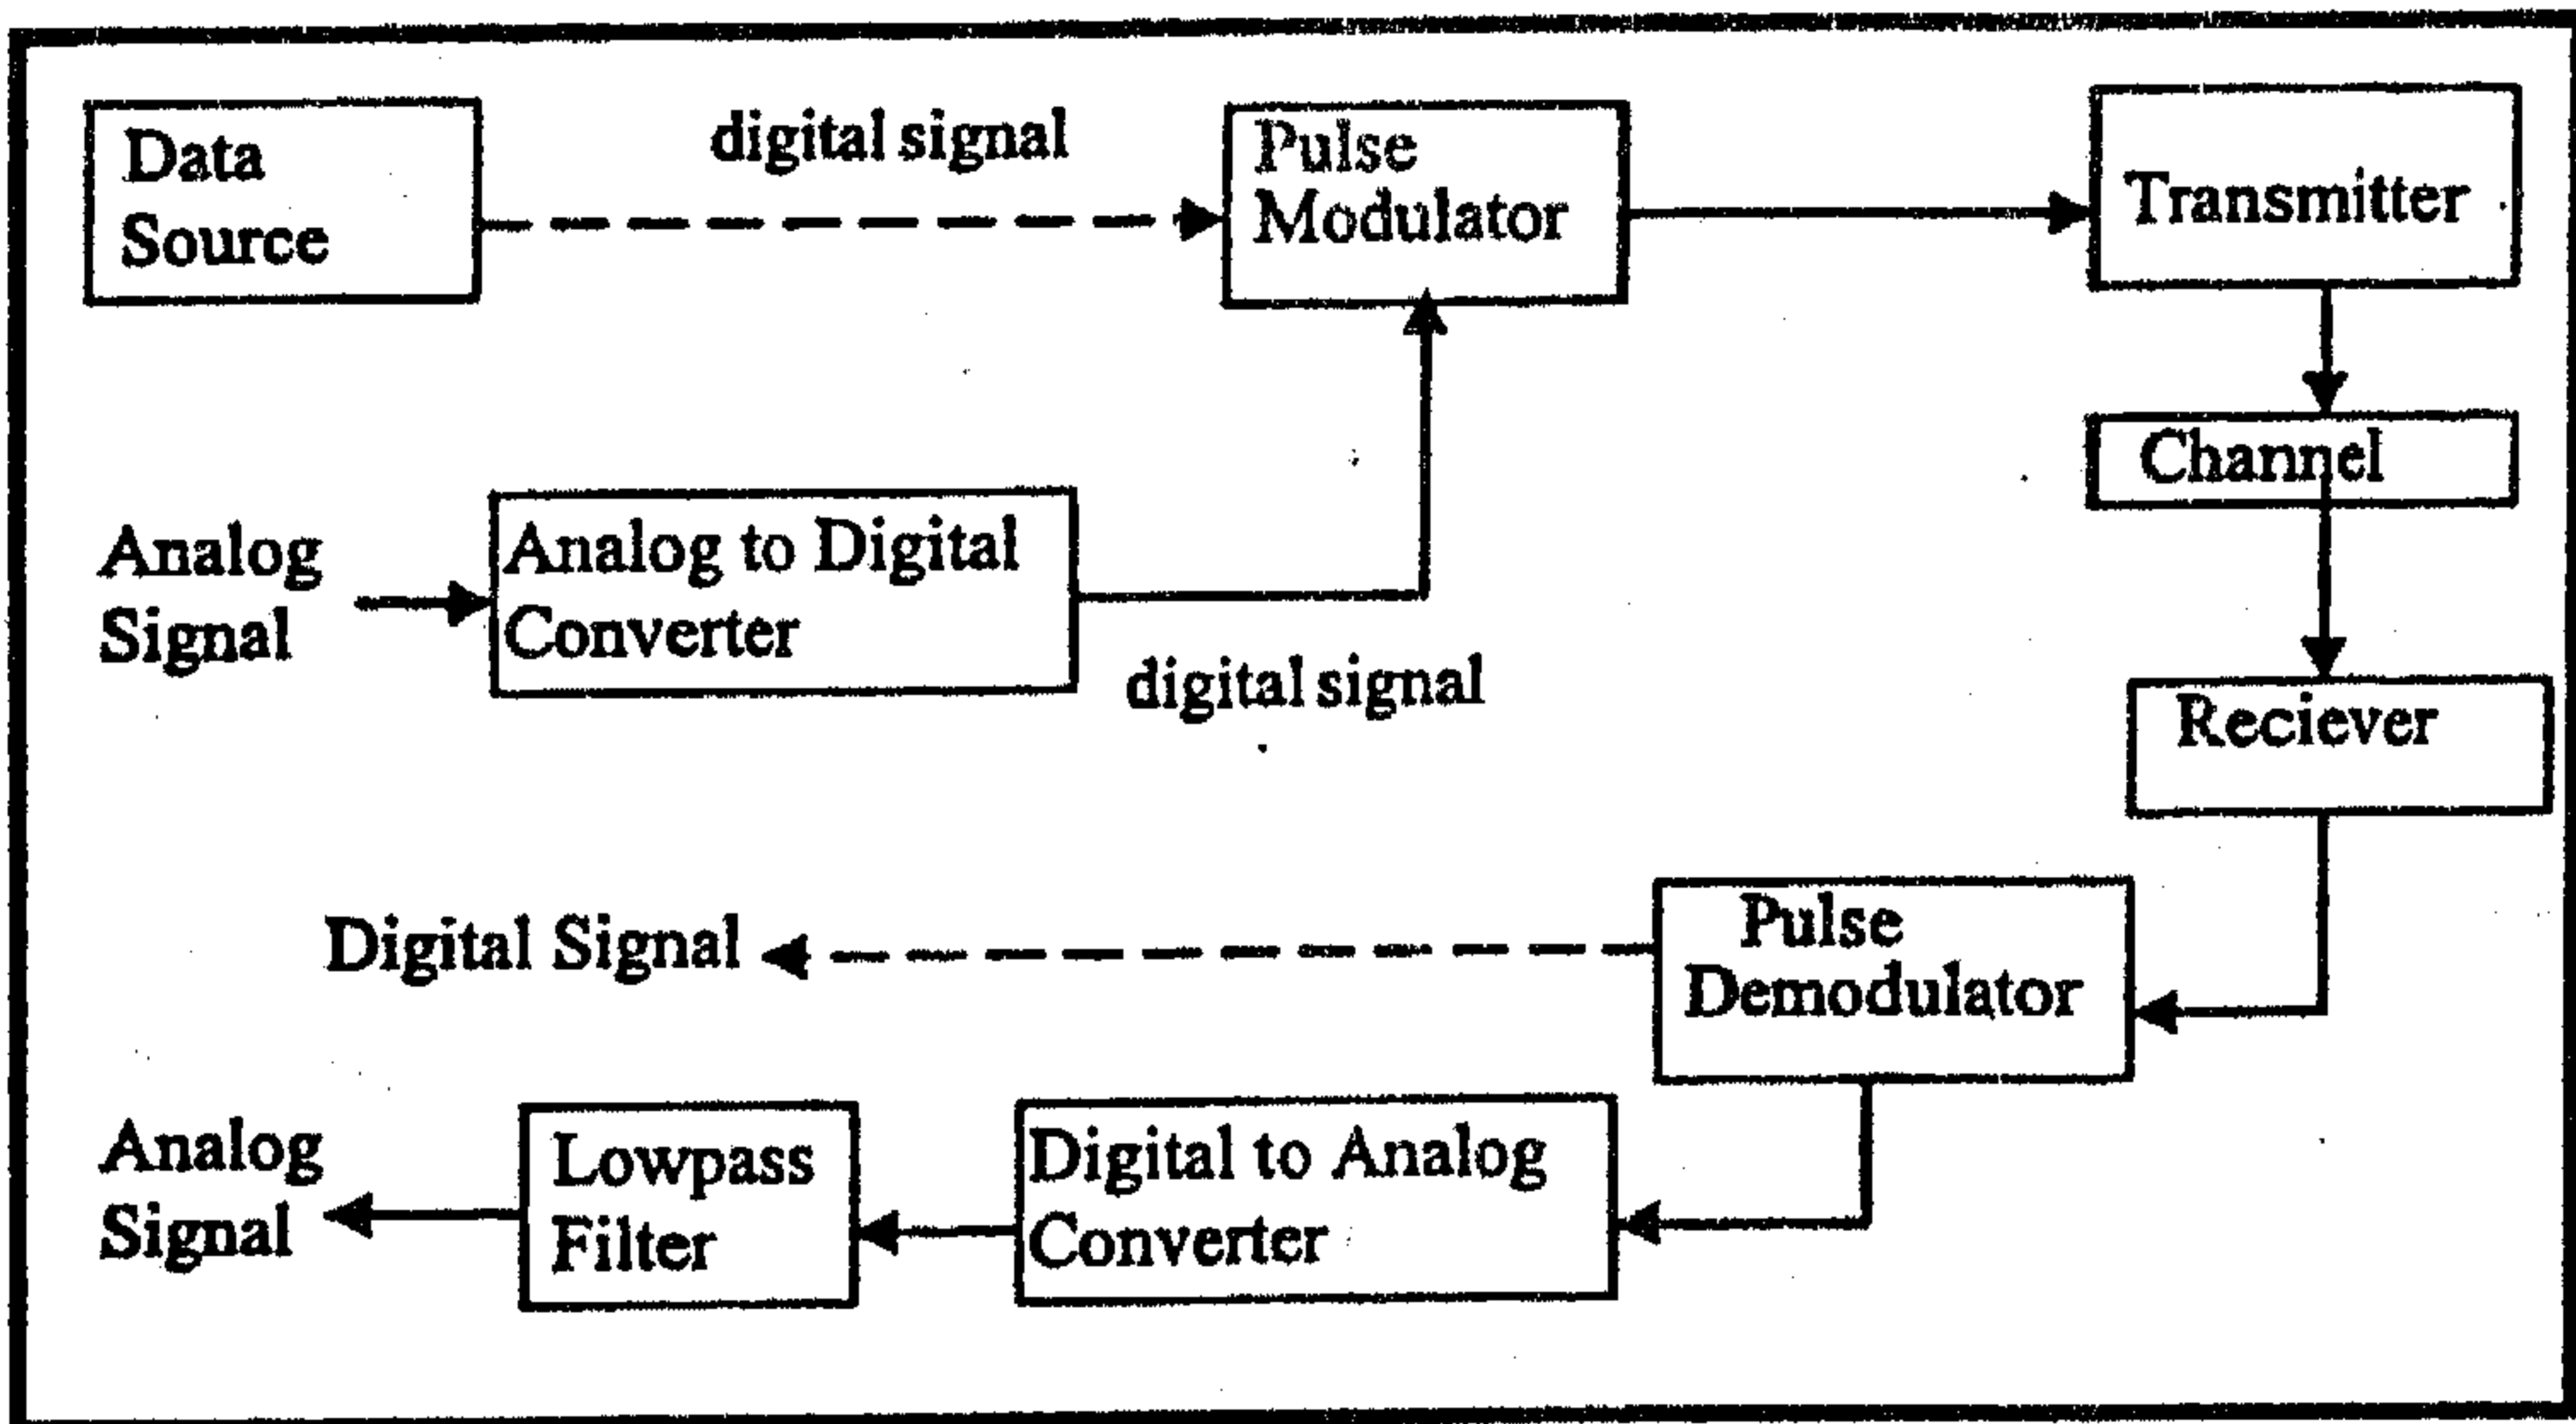 Data
Source
digital signal
Pulse
Modulator
Transmitter
Channel
Analog
Signal
Analog to Digital
Converter
digital signal
Reciever
Pulse
Demodulator
Digital Signal
Analog
Signal
Lowpass
Filter
Digital to Analog
Converter